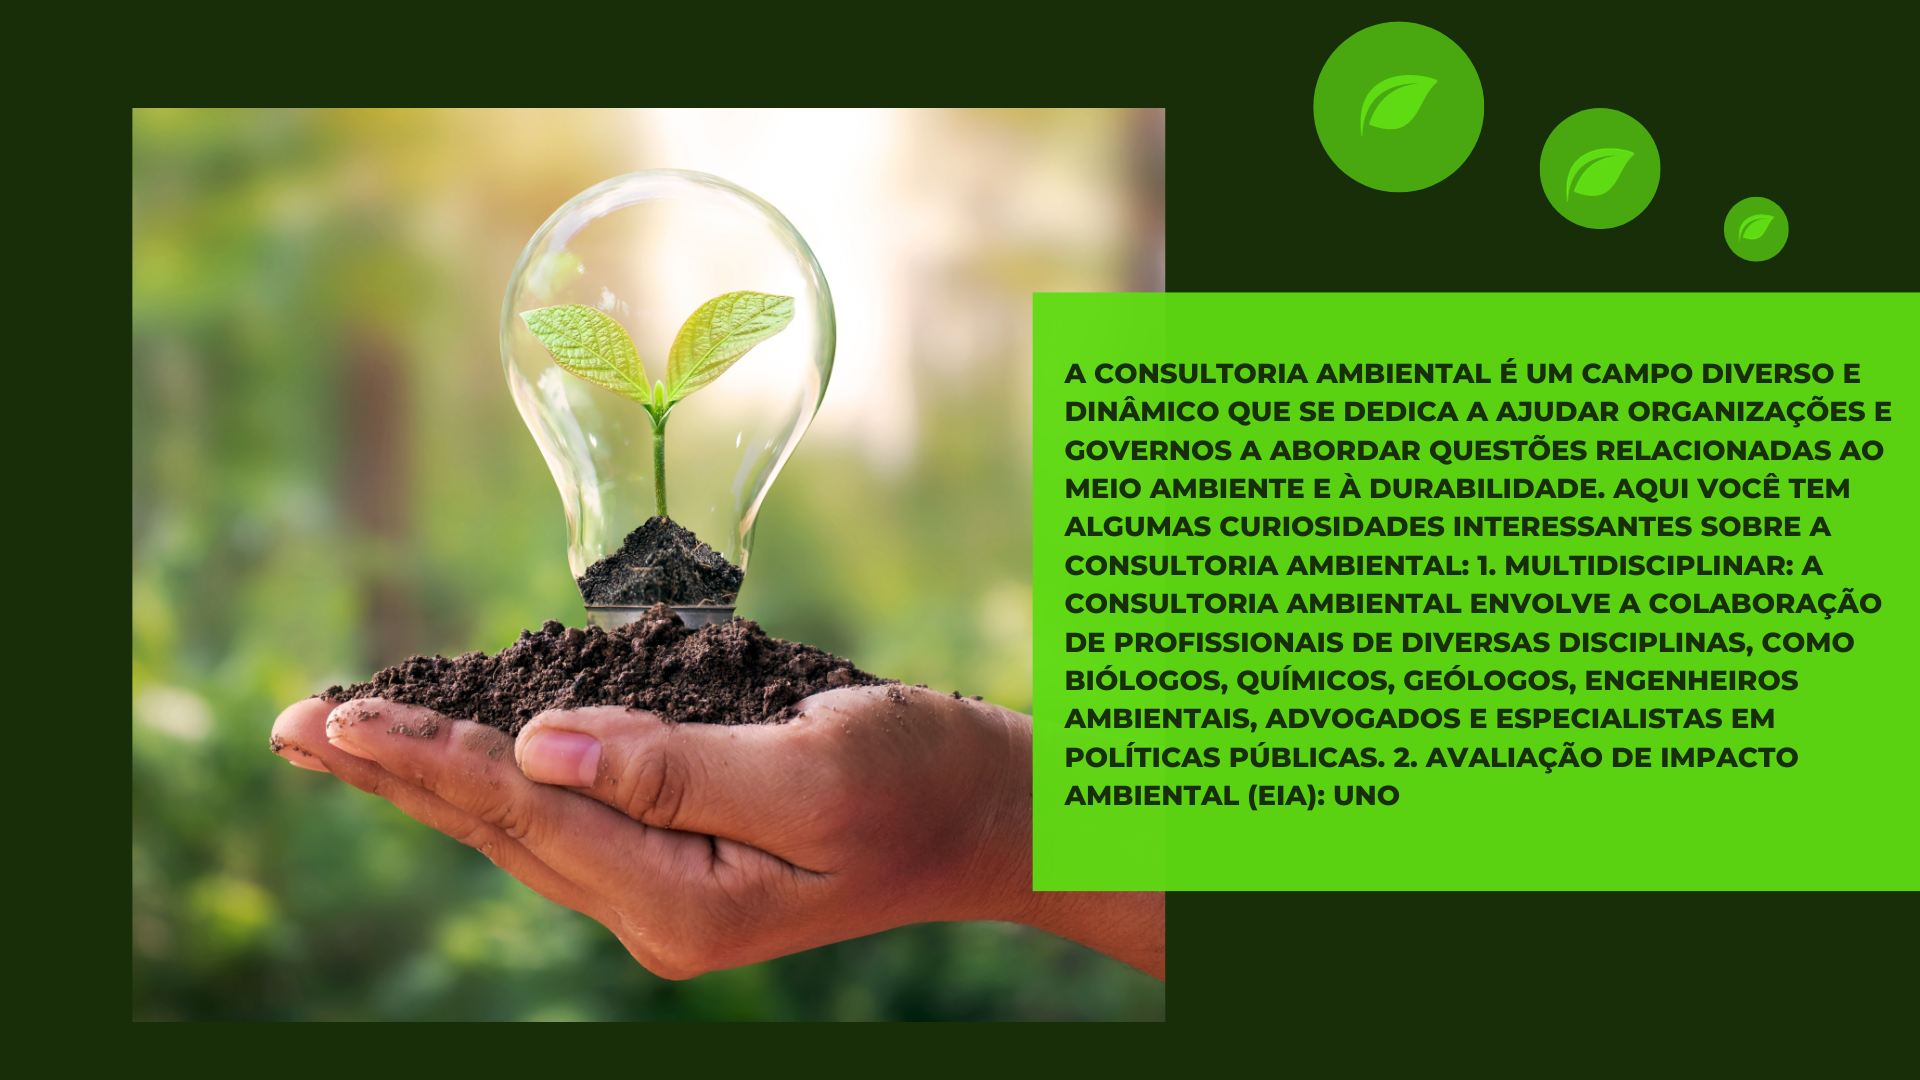 A CONSULTORIA AMBIENTAL É UM CAMPO DIVERSO E
DINÂMICO QUE SE DEDICA A AJUDAR ORGANIZAÇÕES E
GOVERNOS A ABORDAR QUESTÕES RELACIONADAS AO
MEIO AMBIENTE E À DURABILIDADE. AQUI VOCÊ TEM
ALGUMAS CURIOSIDADES INTERESSANTES SOBRE A
CONSULTORIA AMBIENTAL: 1. MULTIDISCIPLINAR: A
CONSULTORIA AMBIENTAL ENVOLVE A COLABORAÇÃO
DE PROFISSIONAIS DE DIVERSAS DISCIPLINAS, COMO
BIÓLOGOS, QUÍMICOS, GEÓLOGOS, ENGENHEIROS
AMBIENTAIS, ADVOGADOS E ESPECIALISTAS EM
POLÍTICAS PÚBLICAS. 2. AVALIAÇÃO DE IMPACTO
AMBIENTAL (EIA): UNO